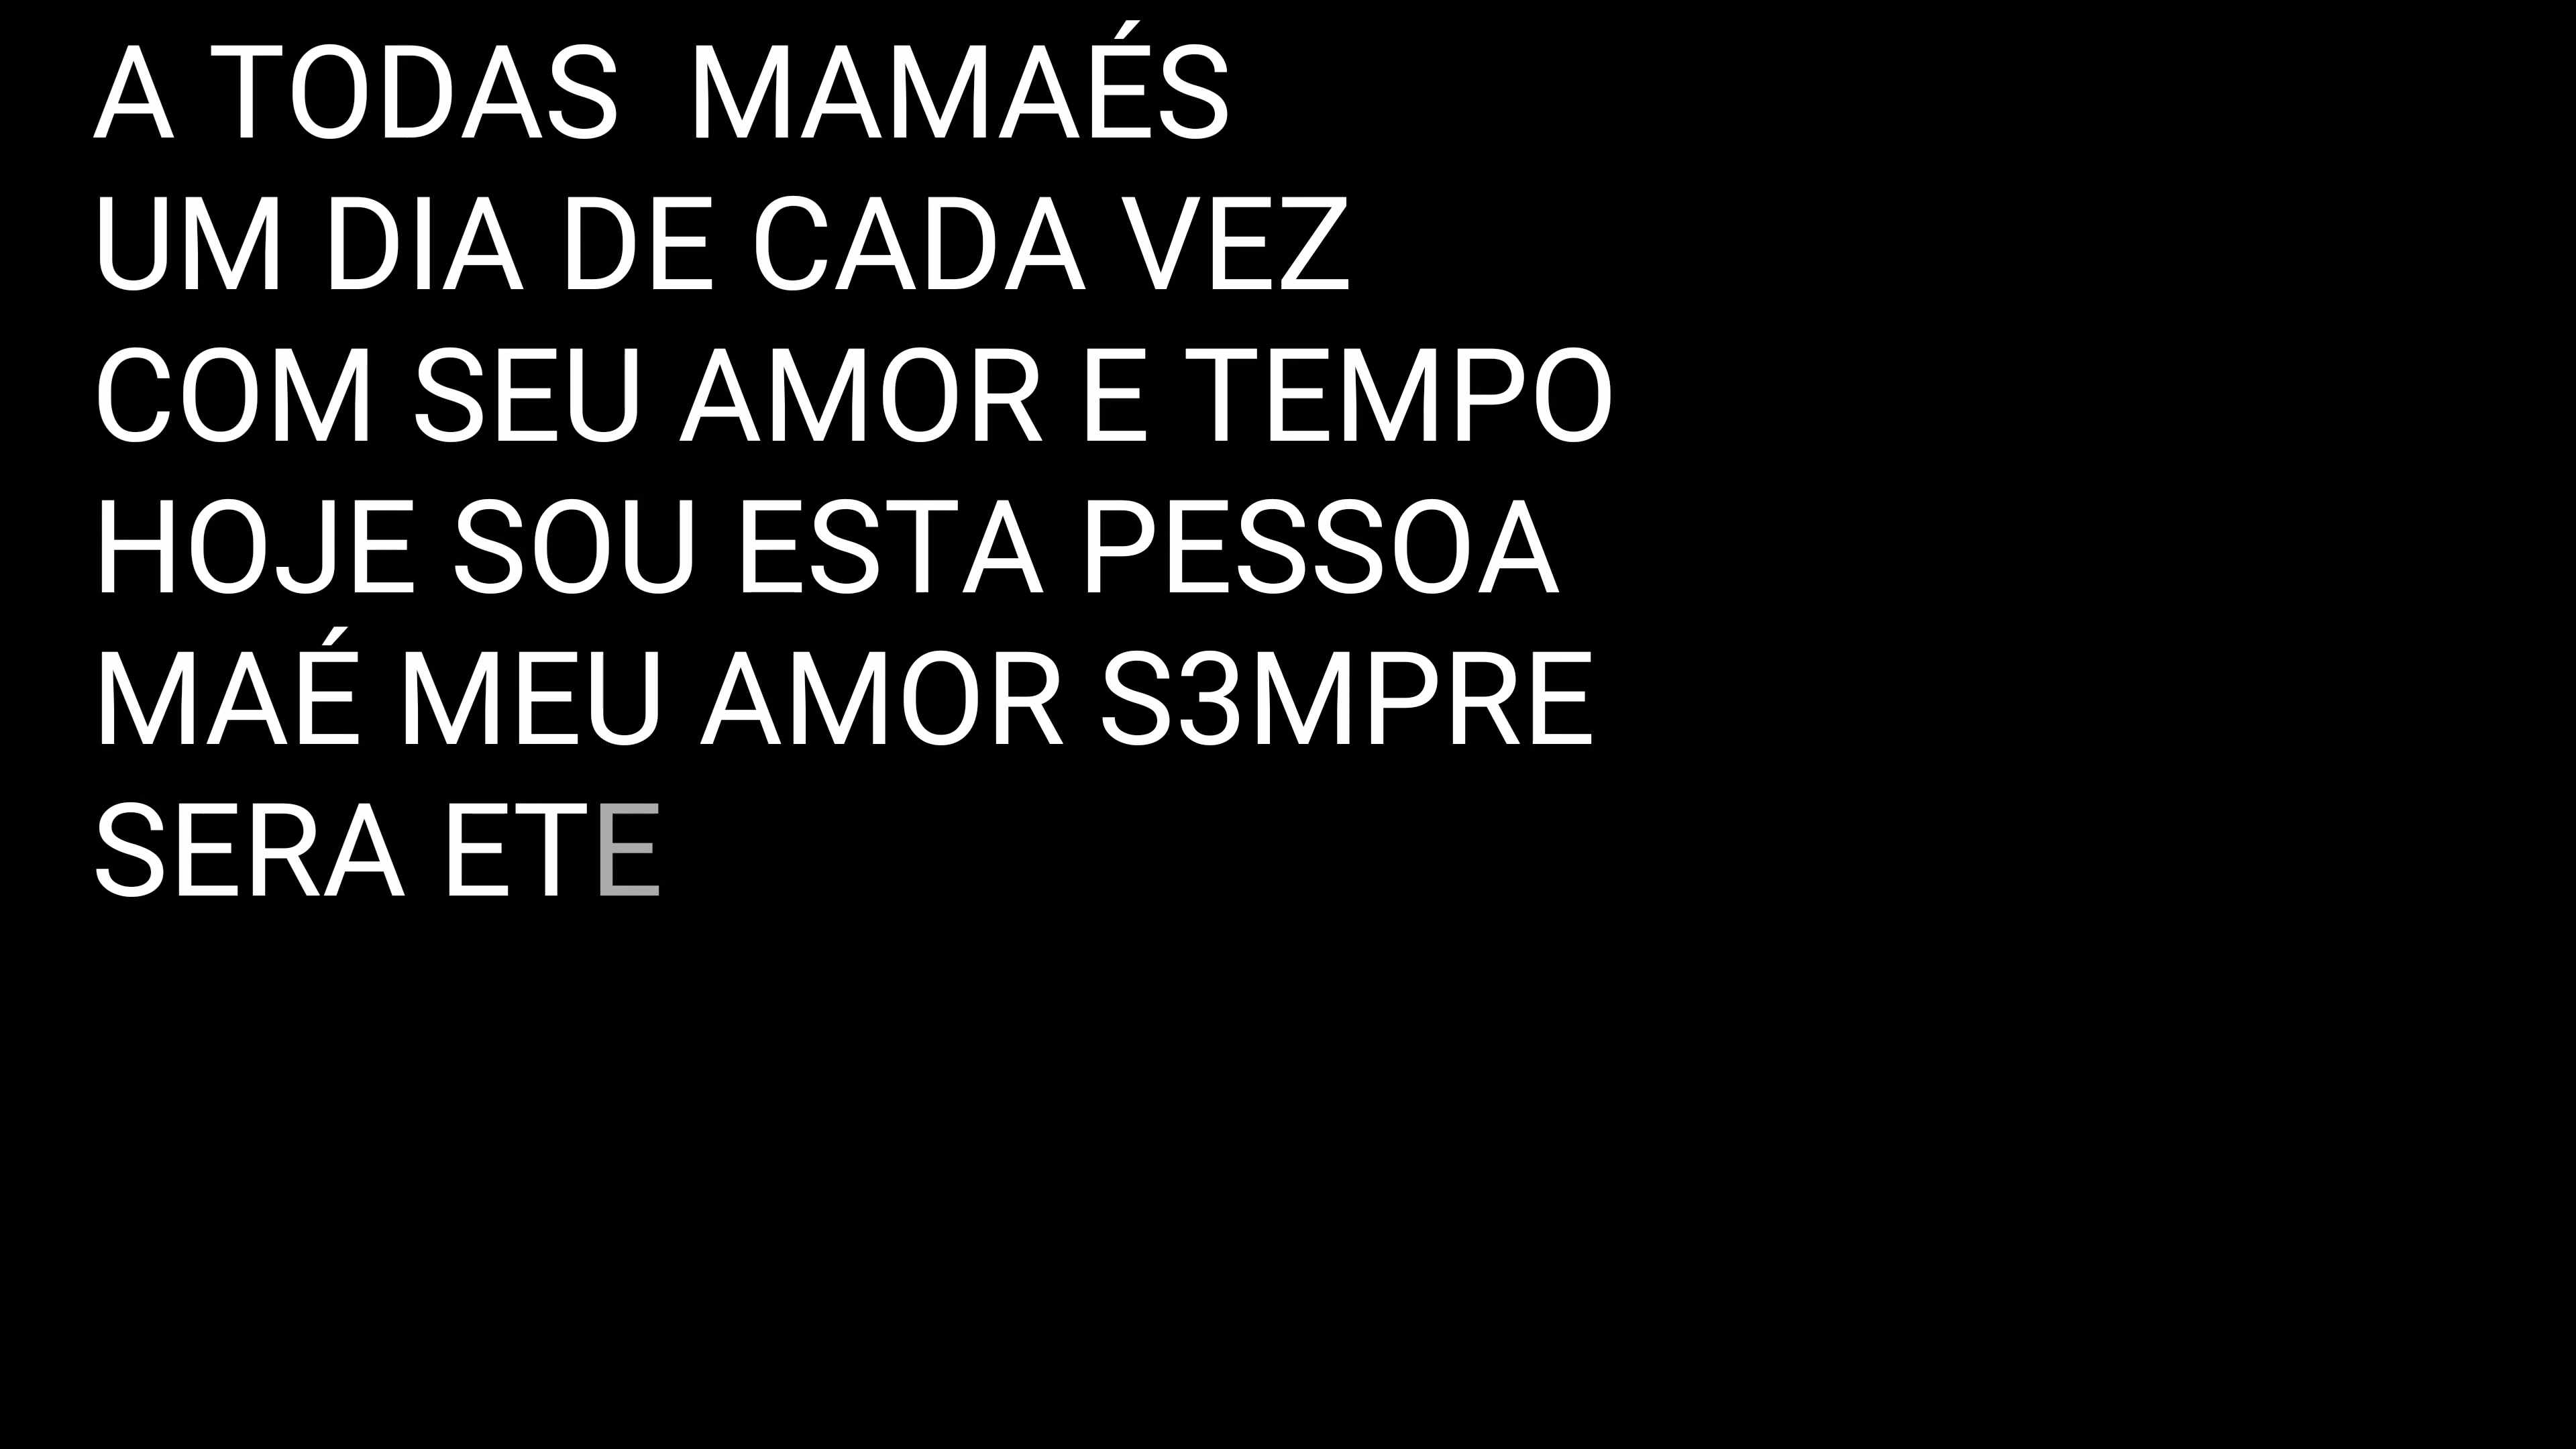 A TODAS  MAMAÉS
UM DIA DE CADA VEZ
COM SEU AMOR E TEMPO
HOJE SOU ESTA PESSOA
MAÉ MEU AMOR S3MPRE
SERA ETE